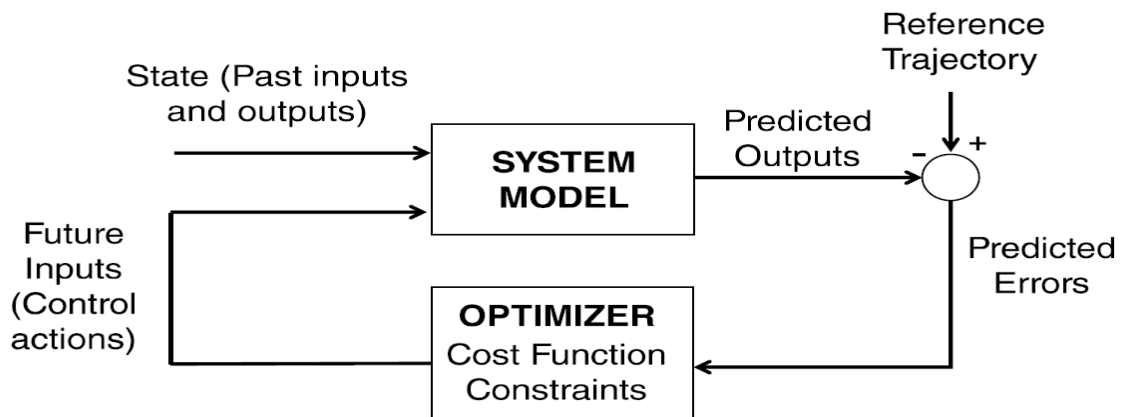 Reference
Trajectory
State (Past inputs
and outputs)
Predicted
Outputs
-
+
SYSTEM
MODEL
Future
Inputs
(Control
actions)
Predicted
Errors
OPTIMIZER
Cost Function
Constraints